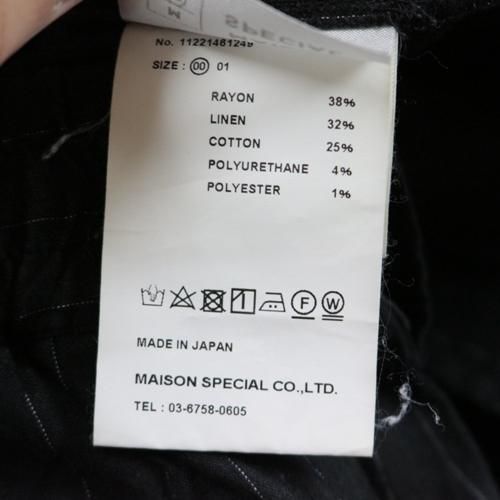 M
SPECIAL
No. 11221461249
SIZE : 00 01
RAYON 38%
LINEN 32%
COTTON 25%
POLYURETHANE 4%
POLYESTER 1%
F W
MADE IN JAPAN
MAISON SPECIAL CO.,LTD.
TEL : 03-6758-0605